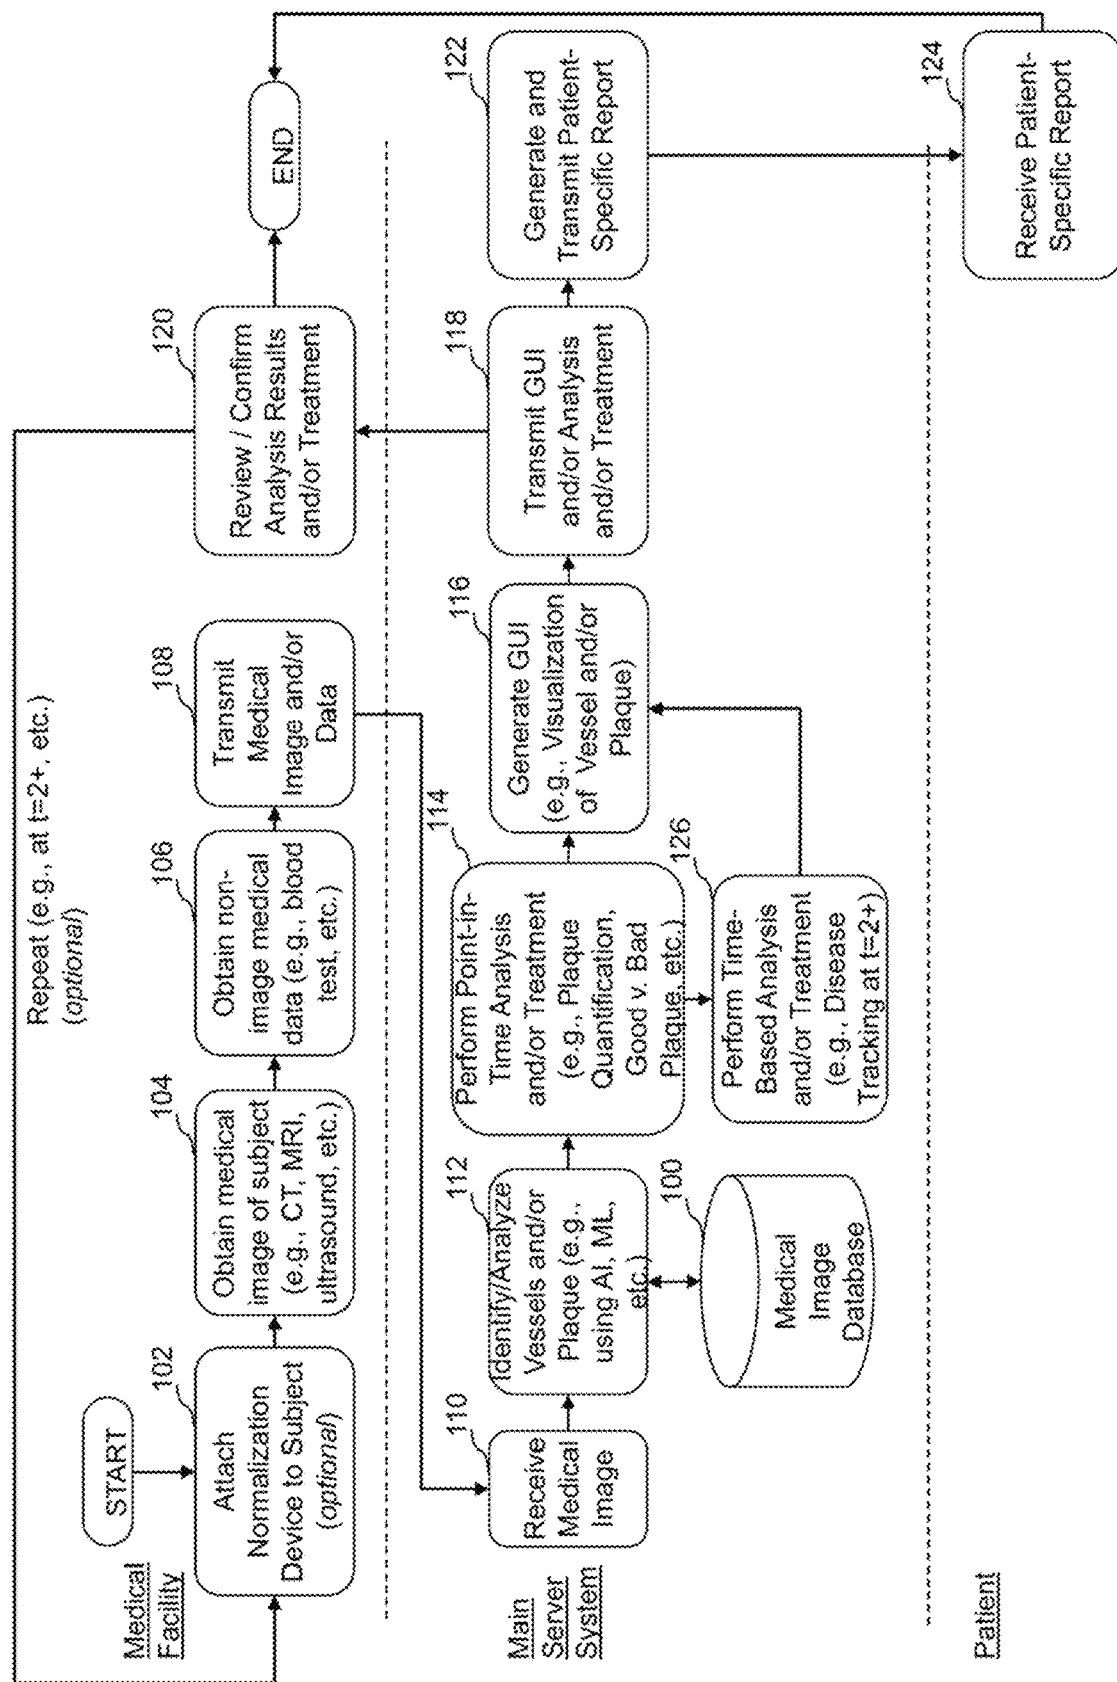 Repeat (e.g., at t=2+, etc.)
(optional)
START
Medical
Facility
102
Attach
Normalization
Device to Subject
(optional)
104
Obtain medical
image of subject
(e.g., CT, MRI,
ultrasound, etc.)
106
Obtain non-
image medical
data (e.g., blood
test, etc.)
108
Transmit
Medical
Image and/or
Data
120
Review / Confirm
Analysis Results
and/or Treatment
END
Main
Server
System
110
Receive
Medical
Image
112
Identify/Analyze
Vessels and/or
Plaque (e.g.,
using AI, ML,
etc.)
100
Medical
Image
Database
114
Perform Point-in-
Time Analysis
and/or Treatment
(e.g., Plaque
Quantification,
Good v. Bad
Plaque, etc.)
126
Perform Time-
Based Analysis
and/or Treatment
(e.g., Disease
Tracking at t=2+)
116
Generate GUI
(e.g., Visualization
of Vessel and/or
Plaque)
118
Transmit GUI
and/or Analysis
and/or Treatment
122
Generate and
Transmit Patient-
Specific Report
Patient
124
Receive Patient-
Specific Report